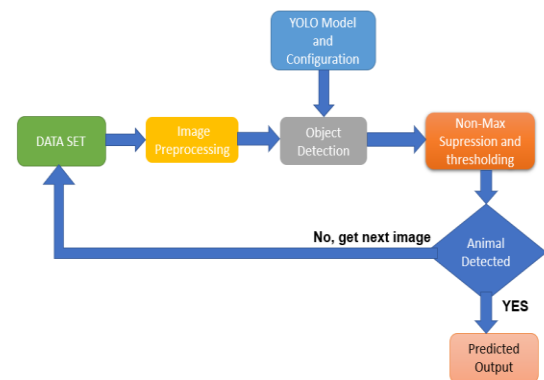 YOLO Model
and
Configuration
DATA SET
Image
Preprocessing
Object
Detection
Non-Max
Supression and
thresholding
No, get next image
Animal
Detected
YES
Predicted
Output